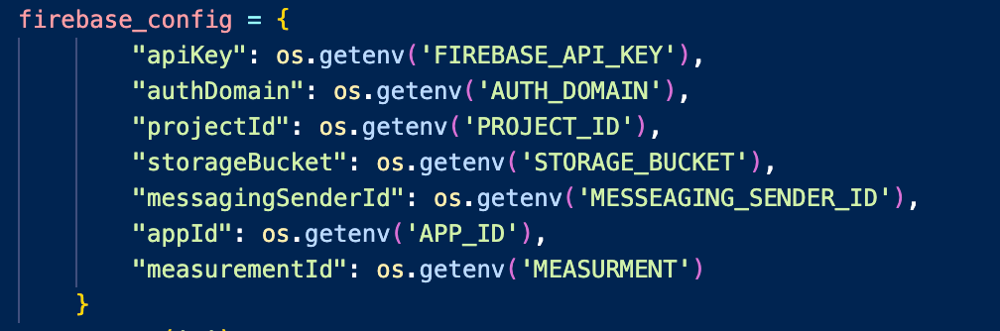 firebase_config = {
"apiKey": os.getenv('FIREBASE_API_KEY'),
"authDomain": os.getenv('AUTH_DOMAIN'),
"projectId": os.getenv('PROJECT_ID'),
"storageBucket": os.getenv('STORAGE_BUCKET'),
"messagingSenderId": os.getenv('MESSEAGING_SENDER_ID'),
"appId": os.getenv('APP_ID'),
"measurementId": os.getenv('MEASURMENT')
}